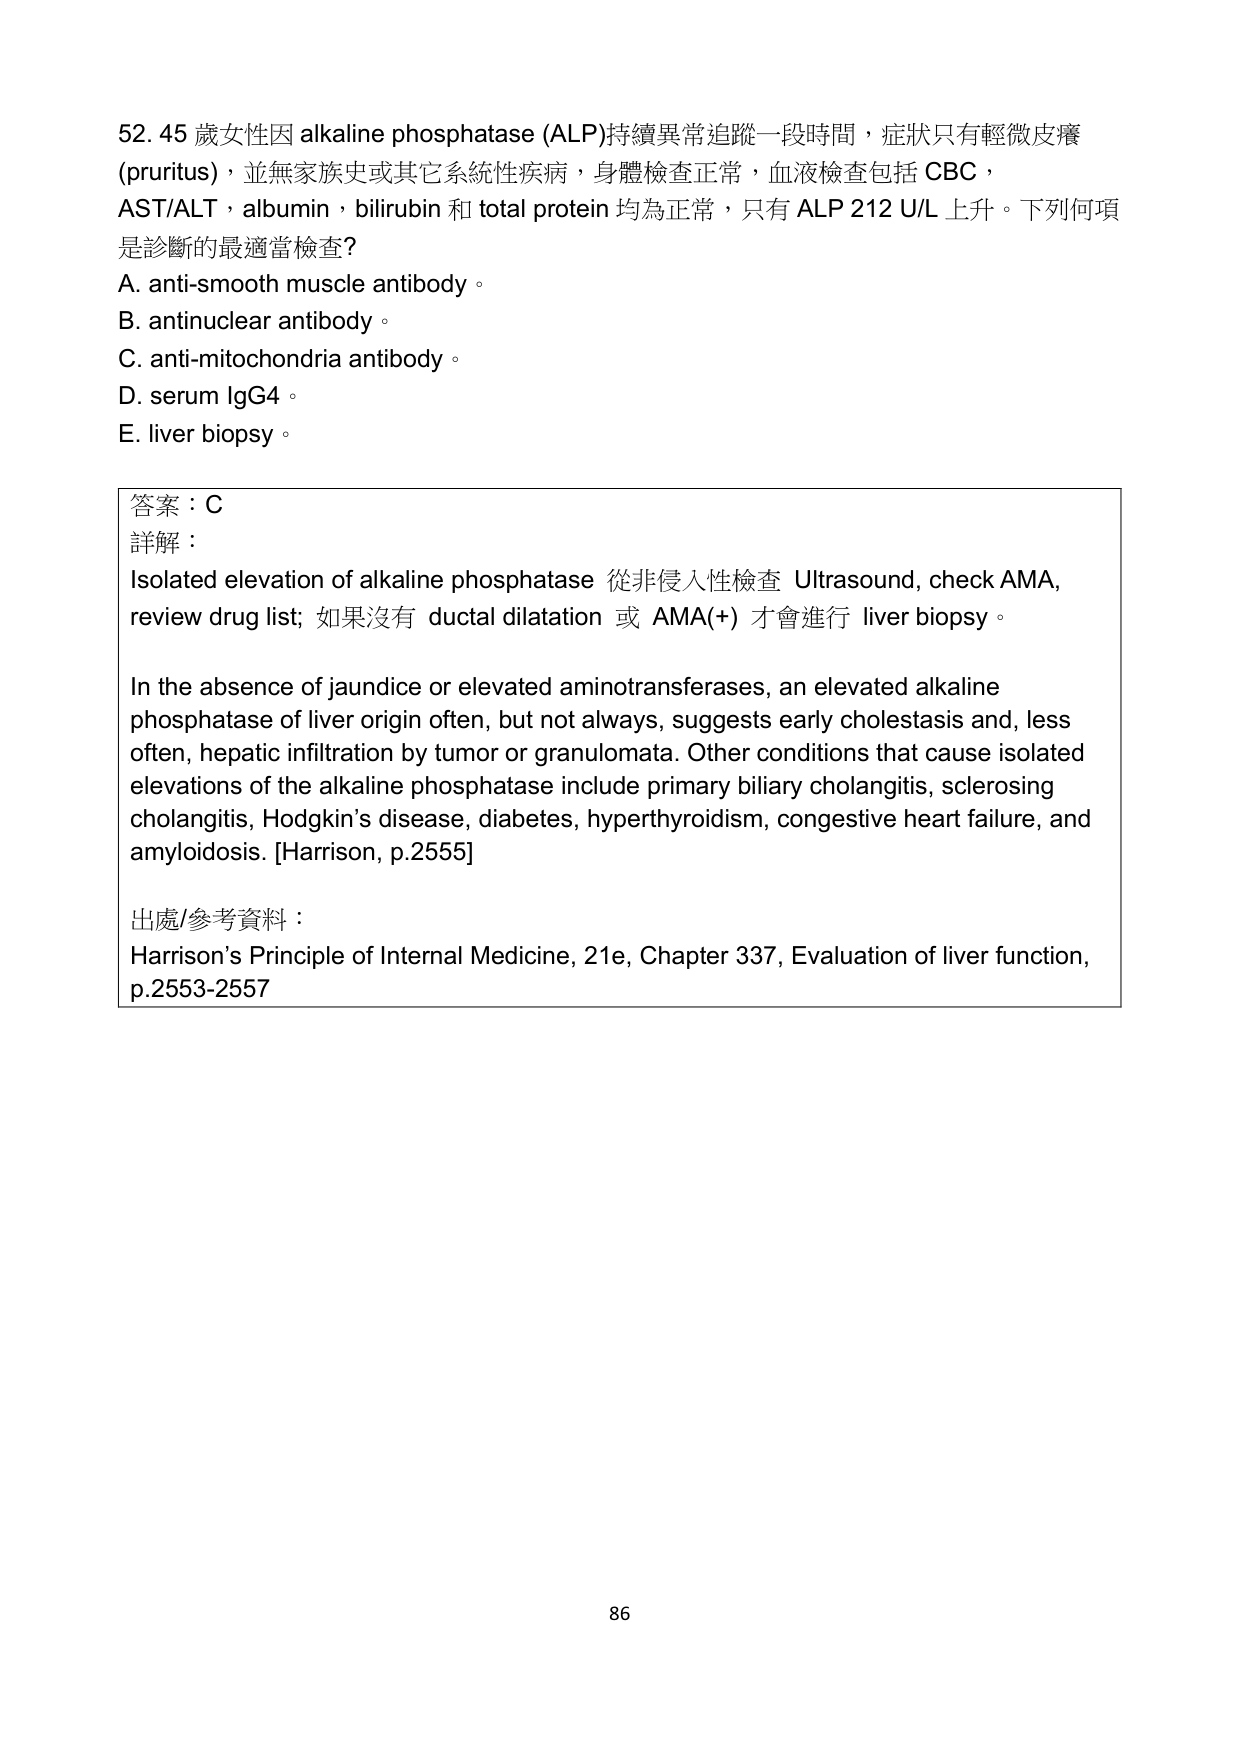 52. 45 歲女性因 alkaline phosphatase (ALP)持續異常追蹤一段時間，症狀只有輕微皮癢
(pruritus)，並無家族史或其它系統性疾病，身體檢查正常，血液檢查包括 CBC，
AST/ALT，albumin，bilirubin 和 total protein 均為正常，只有 ALP 212 U/L 上升。下列何項
是診斷的最適當檢查?
A. anti-smooth muscle antibody。
B. antinuclear antibody。
C. anti-mitochondria antibody。
D. serum IgG4。
E. liver biopsy。
答案：C
詳解：
Isolated elevation of alkaline phosphatase 從非侵入性檢查 Ultrasound, check AMA,
review drug list; 如果沒有 ductal dilatation 或 AMA(+) 才會進行 liver biopsy。
In the absence of jaundice or elevated aminotransferases, an elevated alkaline
phosphatase of liver origin often, but not always, suggests early cholestasis and, less
often, hepatic infiltration by tumor or granulomata. Other conditions that cause isolated
elevations of the alkaline phosphatase include primary biliary cholangitis, sclerosing
cholangitis, Hodgkin’s disease, diabetes, hyperthyroidism, congestive heart failure, and
amyloidosis. [Harrison, p.2555]
出處/參考資料：
Harrison’s Principle of Internal Medicine, 21e, Chapter 337, Evaluation of liver function,
p.2553-2557
86